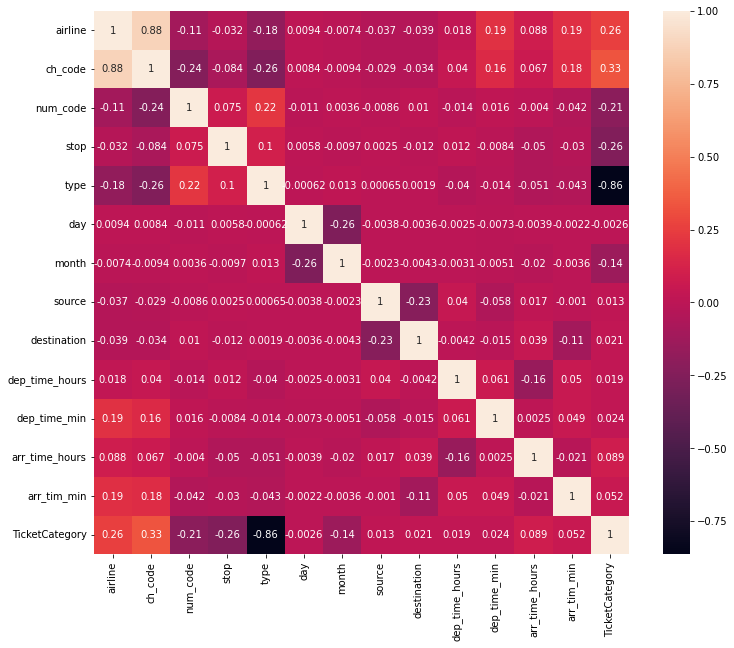 airline 1 0.88 -0.11 -0.032 -0.18 0.0094 -0.0074 -0.037 -0.039 0.018 0.19 0.088 0.19 0.26
ch_code 0.88 1 -0.24 -0.084 -0.26 0.0084 -0.0094 -0.029 -0.034 0.04 0.16 0.067 0.18 0.33
num_code -0.11 -0.24 1 0.075 0.22 -0.011 0.0036 -0.0086 0.01 -0.014 0.016 -0.004 -0.042 -0.21
stop -0.032 -0.084 0.075 1 0.1 0.0058 -0.0097 0.0025 -0.012 0.012 -0.0084 -0.05 -0.03 -0.26
type -0.18 -0.26 0.22 0.1 1 -0.00062 0.013 0.00065 0.0019 -0.04 -0.014 -0.051 -0.043 -0.86
day 0.0094 0.0084 -0.011 0.0058 -0.00062 1 -0.26 -0.0038 -0.0036 -0.0025 -0.0073 -0.0039 -0.0022 -0.0026
month -0.0074 -0.0094 0.0036 -0.0097 0.013 -0.26 1 -0.0023 -0.0043 -0.0031 -0.0051 -0.02 -0.0036 -0.14
source -0.037 -0.029 -0.0086 0.0025 0.00065 -0.0038 -0.0023 1 -0.23 0.04 -0.058 0.017 -0.001 0.013
destination -0.039 -0.034 0.01 -0.012 0.0019 -0.0036 -0.0043 -0.23 1 -0.0042 -0.015 0.039 -0.11 0.021
dep_time_hours 0.018 0.04 -0.014 0.012 -0.04 -0.0025 -0.0031 0.04 -0.0042 1 0.061 -0.16 0.05 0.019
dep_time_min 0.19 0.16 0.016 -0.0084 -0.014 -0.0073 -0.0051 -0.058 -0.015 0.061 1 0.0025 0.049 0.024
arr_time_hours 0.088 0.067 -0.004 -0.05 -0.051 -0.0039 -0.02 0.017 0.039 -0.16 0.0025 1 -0.021 0.089
arr_tim_min 0.19 0.18 -0.042 -0.03 -0.043 -0.0022 -0.0036 -0.001 -0.11 0.05 0.049 -0.021 1 0.052
TicketCategory 0.26 0.33 -0.21 -0.26 -0.86 -0.0026 -0.14 0.013 0.021 0.019 0.024 0.089 0.052 1
airline ch_code num_code stop type day month source destination dep_time_hours dep_time_min arr_time_hours arr_tim_min TicketCategory
1.00
0.75
0.50
0.25
0.00
−0.25
−0.50
−0.75